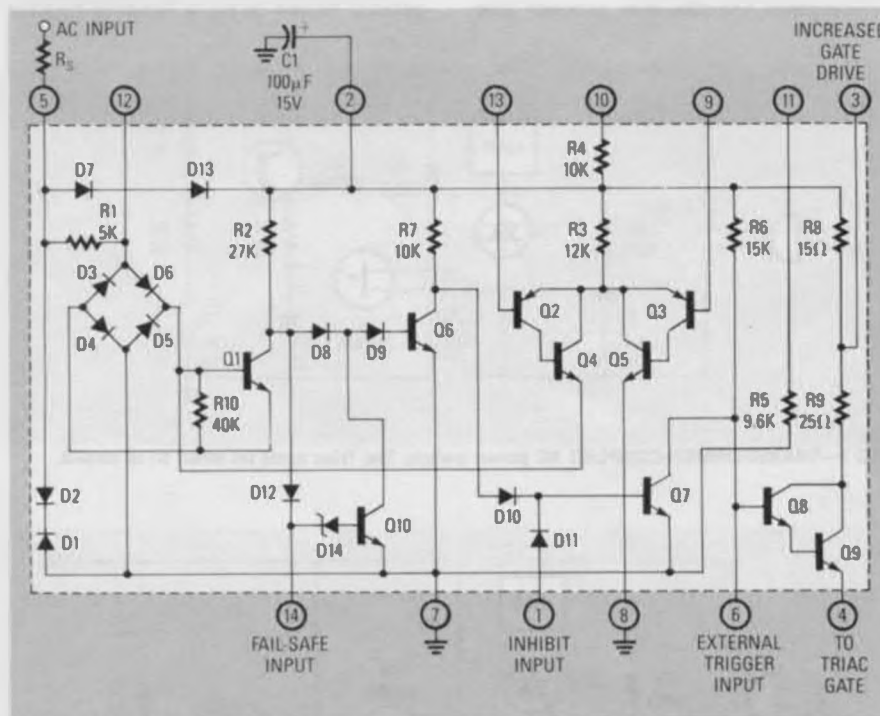 AC INPUT
INCREASED
GATE
DRIVE
R_S
C1
100µF
15V
+
5
12
2
13
10
9
11
3
D7
D13
R4
10K
R1
5K
R2
27K
R7
10K
R3
12K
R6
15K
R8
15Ω
D3
D6
D4
D5
D8
D9
Q6
Q2
Q3
Q1
Q4
Q5
R10
40K
R5
9.6K
R9
25Ω
D2
D12
D10
Q7
Q8
D1
D14
Q10
D11
Q9
14
7
1
8
6
4
FAIL-SAFE
INPUT
INHIBIT
INPUT
EXTERNAL
TRIGGER
INPUT
TO
TRIAC
GATE